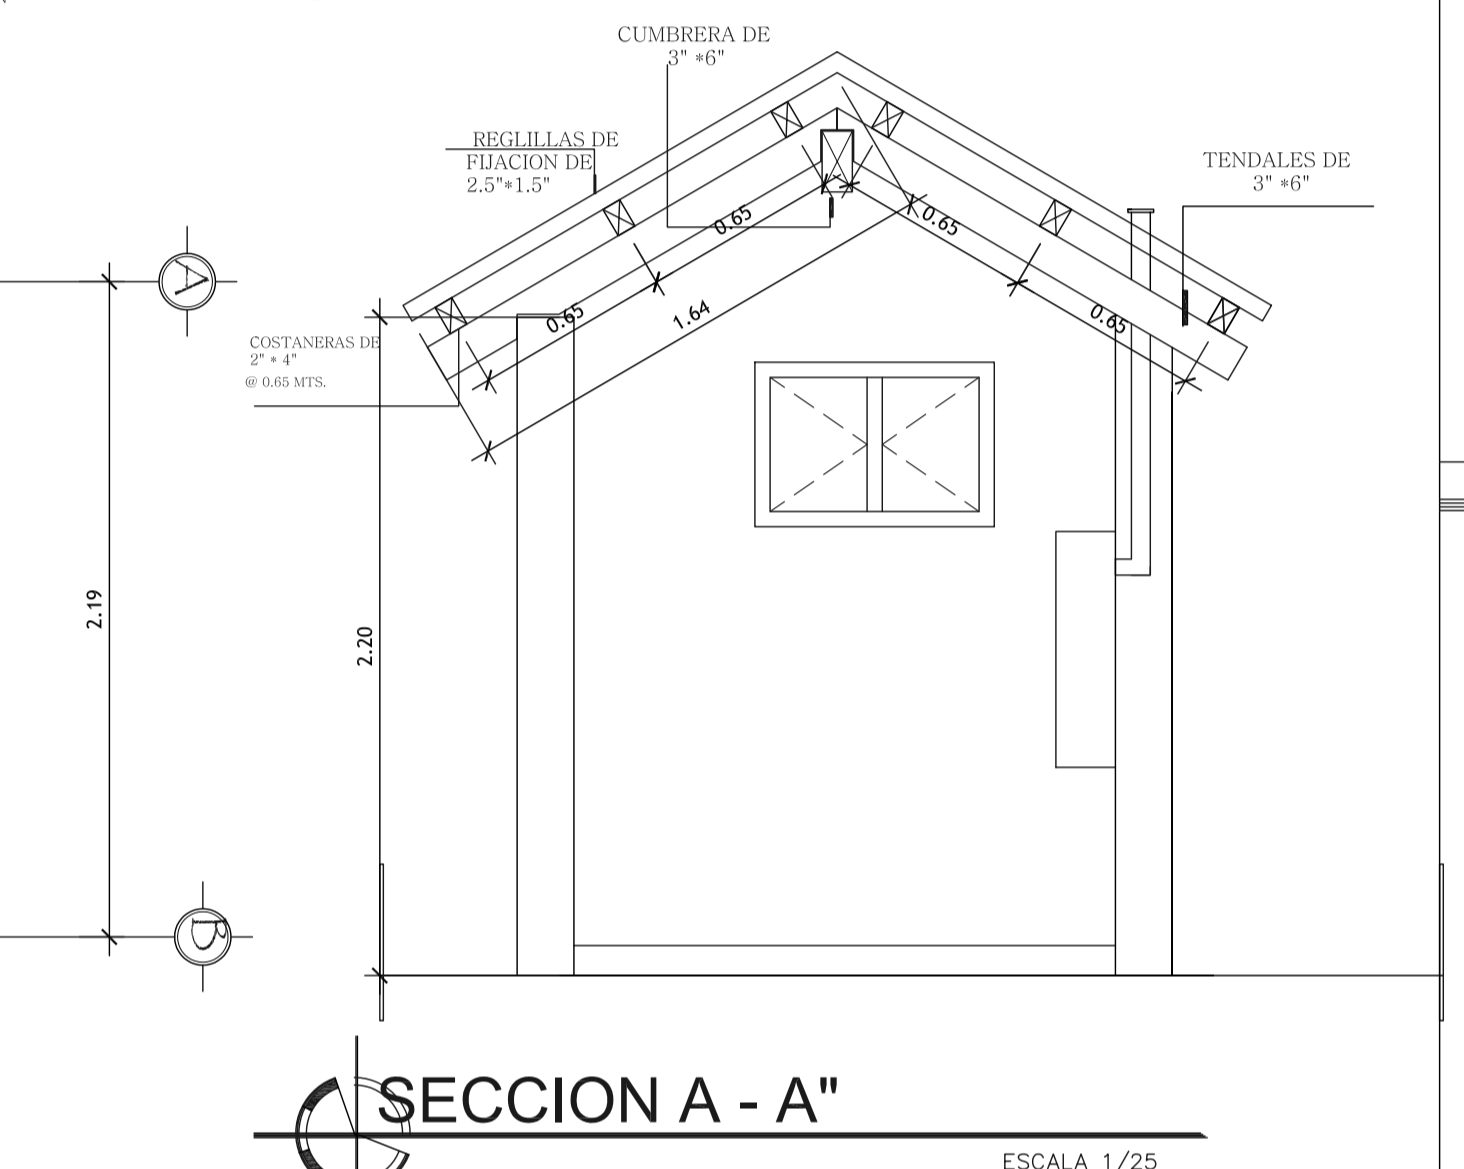 CUMBRERA DE
3" *6"
REGLILLAS DE
FIJACION DE
2.5"*1.5"
TENDALES DE
3" *6"
0.65
0.65
0.65
1.64
0.65
COSTANERAS DE
2" * 4"
@ 0.65 MTS.
A
2.19
2.20
SECCION A - A"
ESCALA 1/25